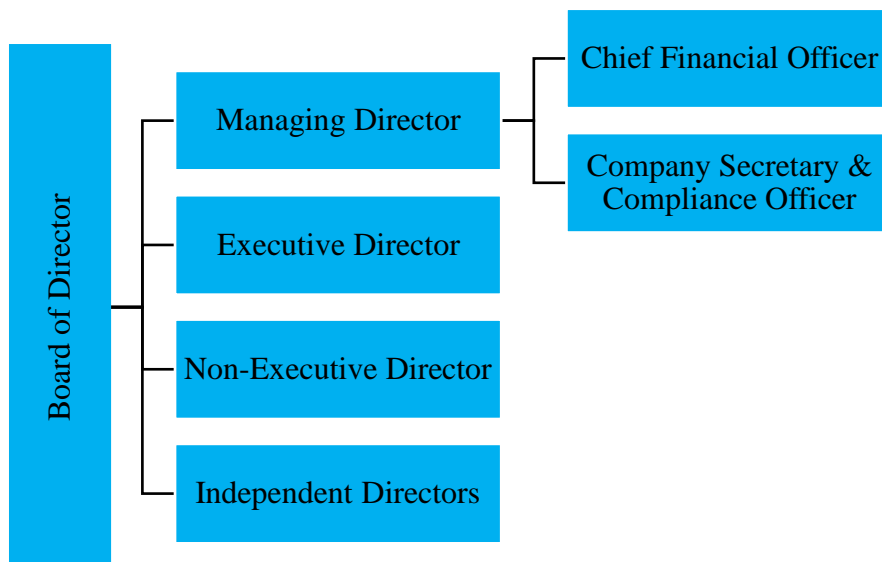 Board of Director
Managing Director
Executive Director
Non-Executive Director
Independent Directors
Chief Financial Officer
Company Secretary &
Compliance Officer